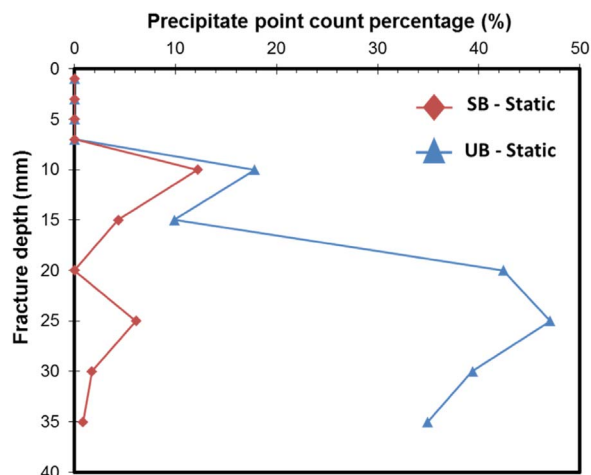 Precipitate point count percentage (%)
0 10 20 30 40 50
0
5
10
15
20
25
30
35
40
Fracture depth (mm)
SB - Static
UB - Static